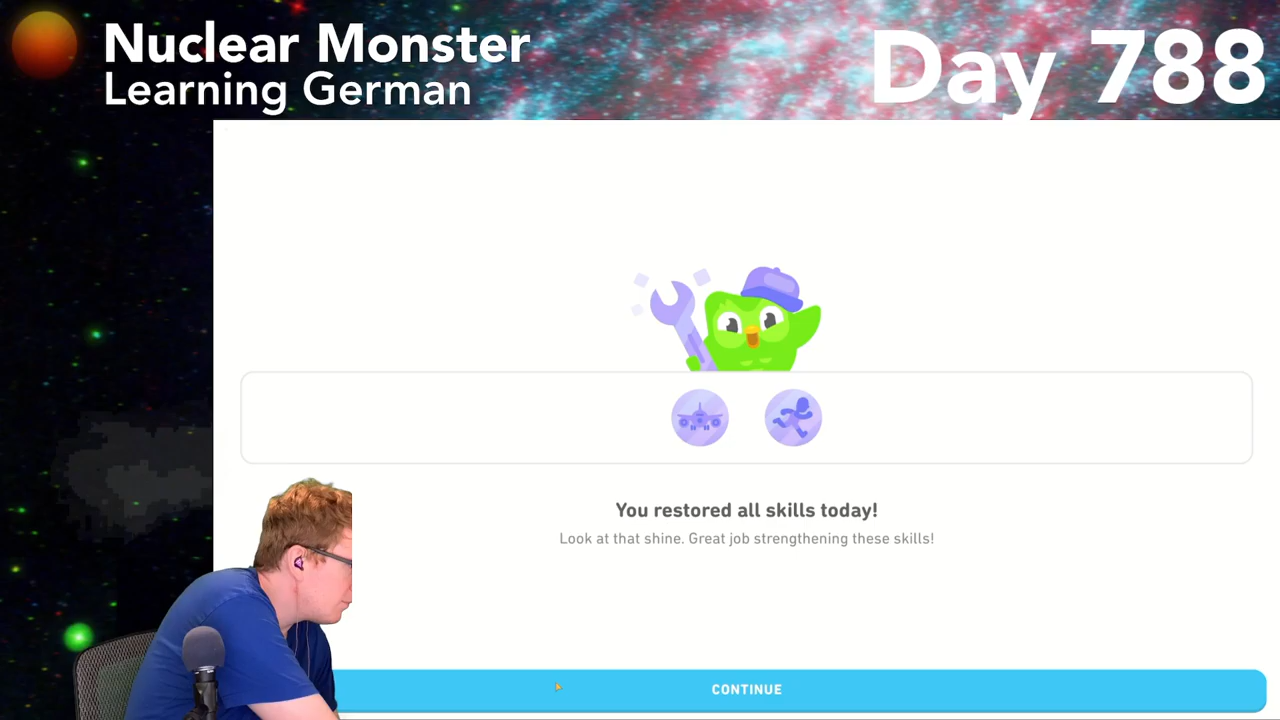 Nuclear Monster
Learning German
Day 788
You restored all skills today!
Look at that shine. Great job strengthening these skills!
CONTINUE